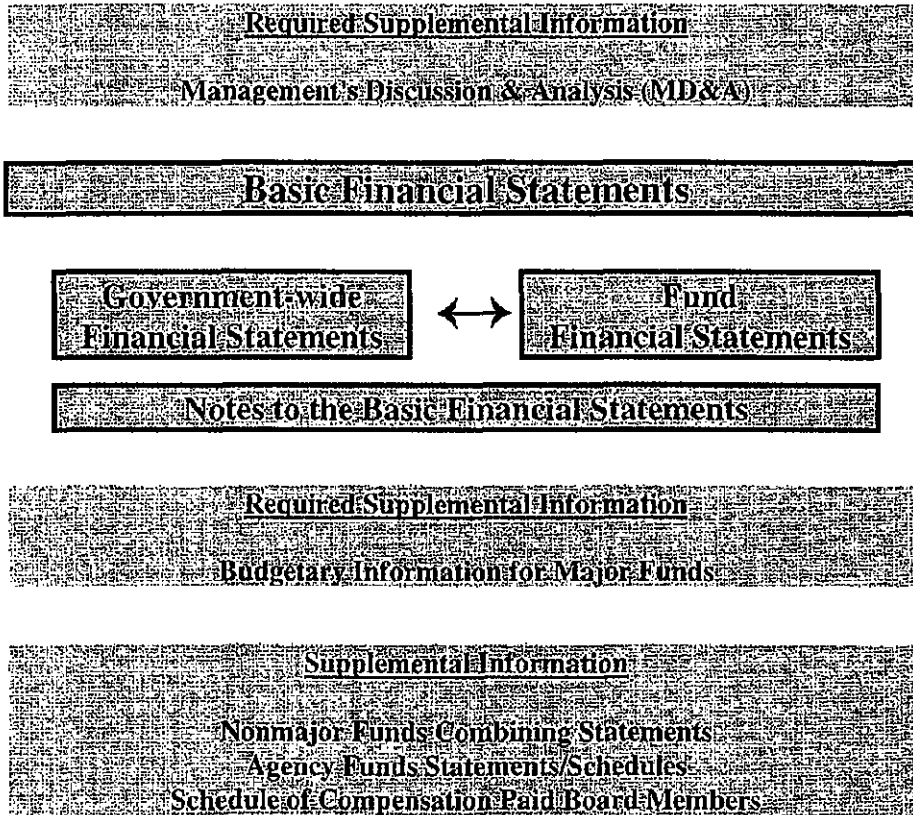 Required Supplemental Information
Management's Discussion & Analysis (MD&A)
Basic Financial Statements
Government-wide
Financial Statements
Fund
Financial Statements
Notes to the Basic Financial Statements
Required Supplemental Information
Budgetary Information for Major Funds
Supplemental Information
Nonmajor Funds Combining Statements
Agency Funds Statements/Schedules
Schedule of Compensation Paid Board Members